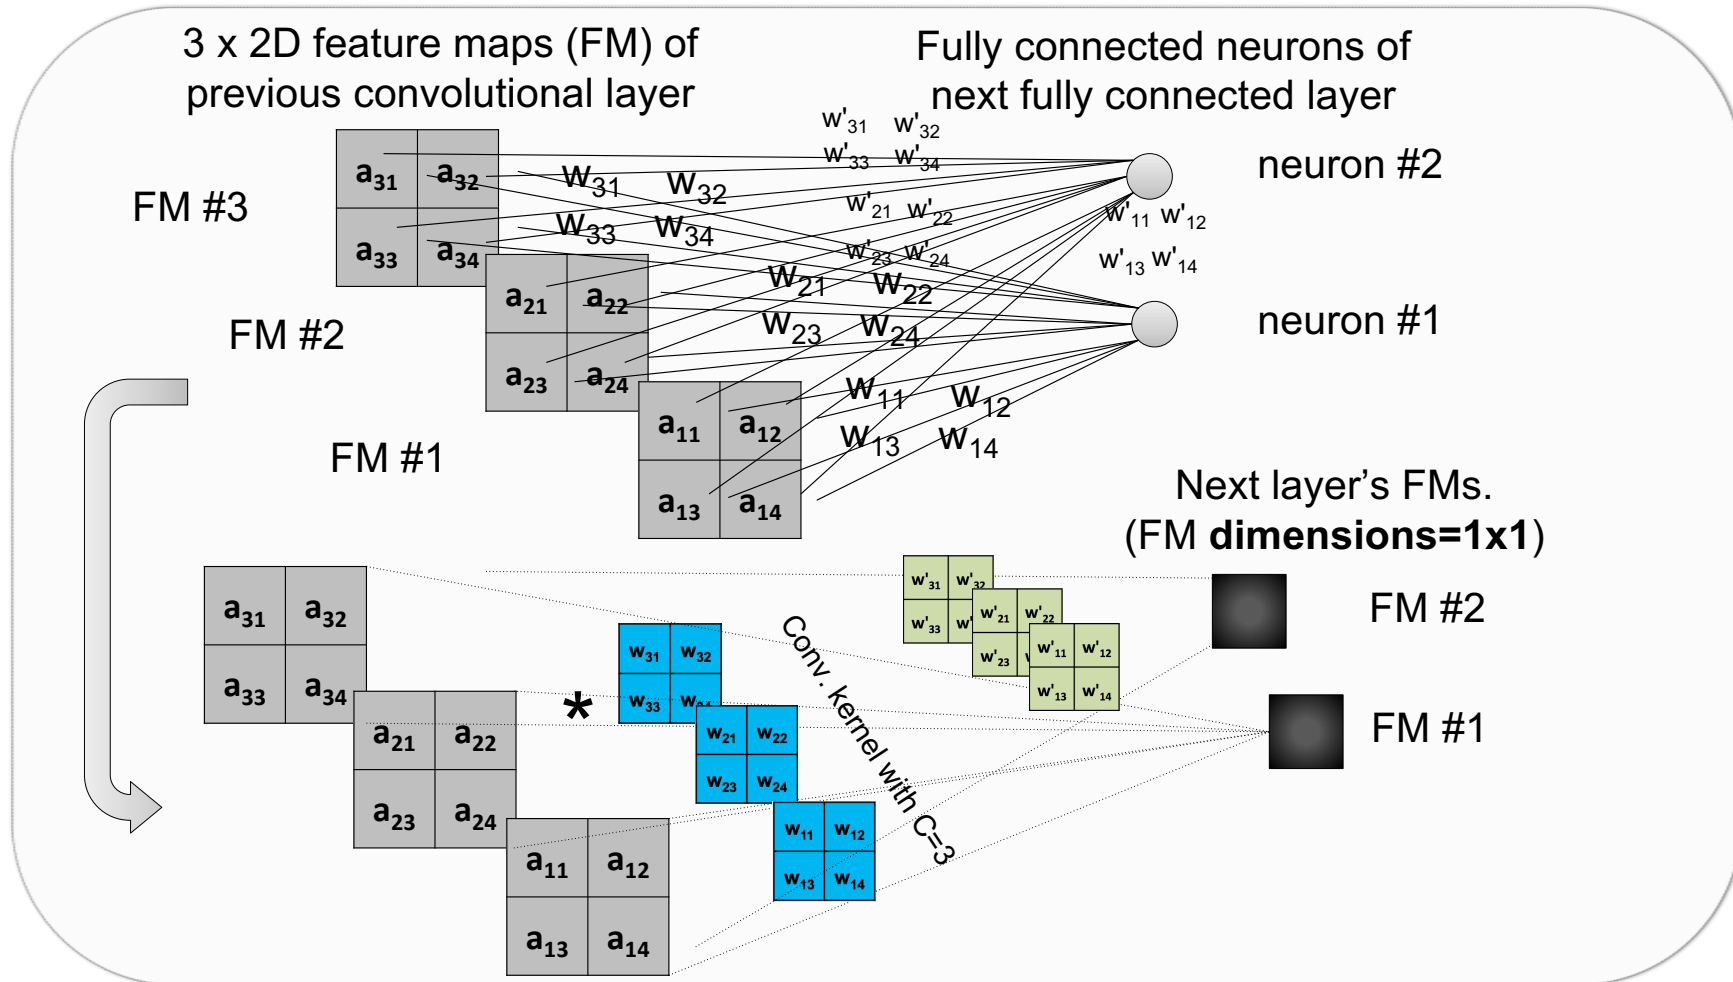 3 x 2D feature maps (FM) of
previous convolutional layer
Fully connected neurons of
next fully connected layer
w'31 w'32
w'33 w'34
neuron #2
a31 a32
a33 a34
FM #3
w31 w32
w33 w34
w'21 w'22
w'23 w'24
w'11 w'12
w'13 w'14
a21 a22
a23 a24
FM #2
w21 w22
w23 w24
neuron #1
a11 a12
a13 a14
FM #1
w11 w12
w13 w14
Next layer’s FMs.
(FM dimensions=1x1)
a31 a32
a33 a34
a21 a22
a23 a24
a11 a12
a13 a14
*
w31 w32
w33 w34
w21 w22
w23 w24
w11 w12
w13 w14
Conv. kernel with C=3
w'31 w'32
w'33
w'21 w'22
w'23
w'11 w'12
w'13 w'14
FM #2
FM #1